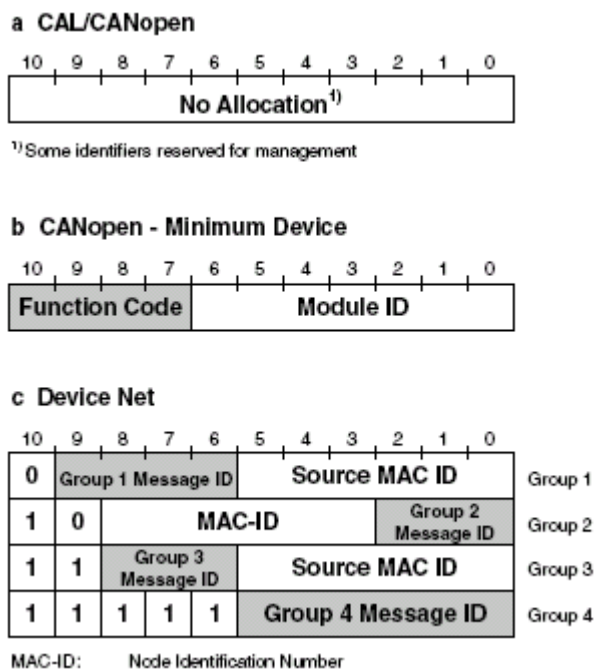 a CAL/CANopen
10 9 8 7 6 5 4 3 2 1 0
No Allocation¹⁾
¹⁾Some identifiers reserved for management
b CANopen - Minimum Device
10 9 8 7 6 5 4 3 2 1 0
Function Code Module ID
c Device Net
10 9 8 7 6 5 4 3 2 1 0
0 Group 1 Message ID Source MAC ID Group 1
1 0 MAC-ID Group 2 Message ID Group 2
1 1 Group 3 Message ID Source MAC ID Group 3
1 1 1 1 1 Group 4 Message ID Group 4
MAC-ID: Node Identification Number